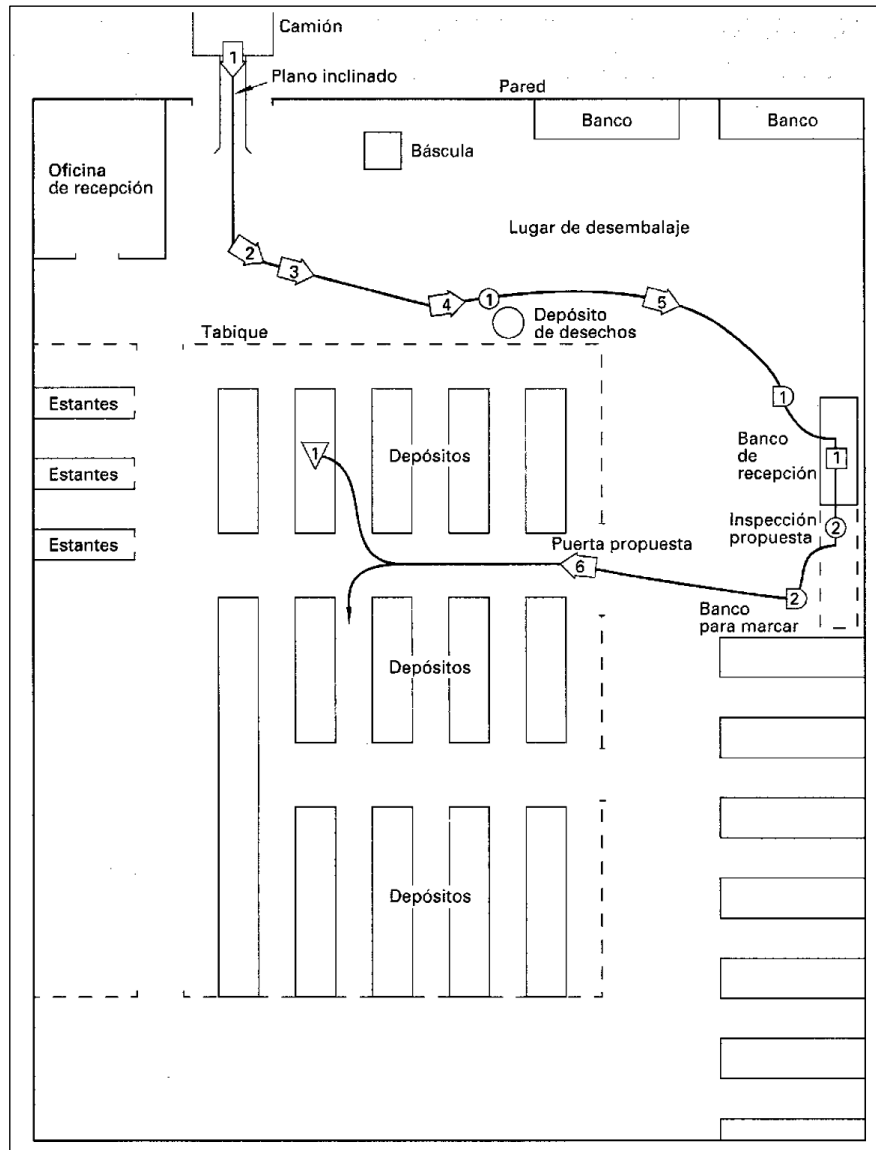 Camión
1
Plano inclinado
Pared
Banco
Banco
Báscula
Oficina
de recepción
Lugar de desembalaje
2
3
4
1
5
Depósito
de desechos
Tabique
Estantes
1
Banco
de
recepción
1
1
Depósitos
Estantes
Inspección
propuesta
2
Estantes
Puerta propuesta
6
2
Banco
para marcar
Depósitos
Depósitos